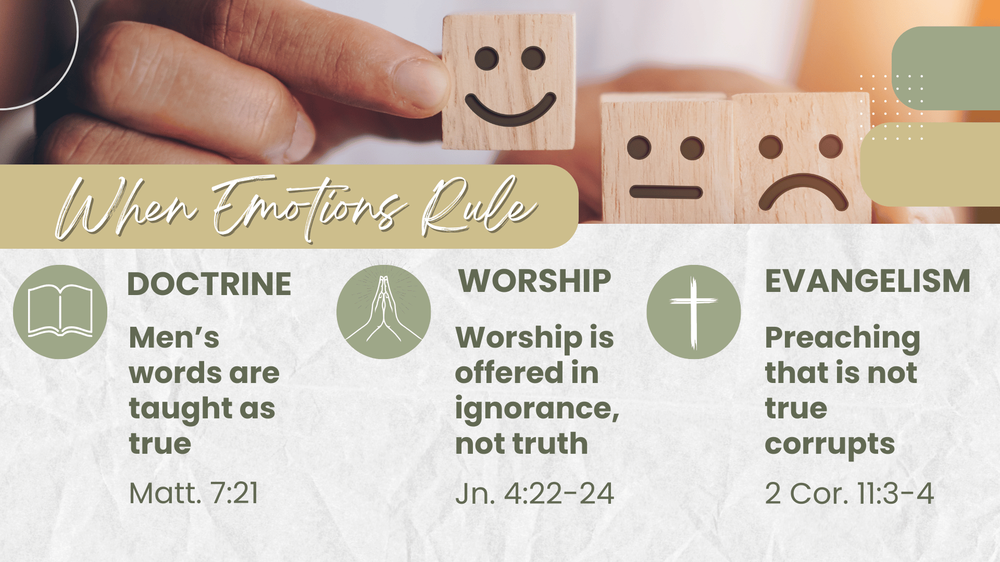 When Emotions Rule
DOCTRINE
Men’s
words are
taught as
true
Matt. 7:21
WORSHIP
Worship is
offered in
ignorance,
not truth
Jn. 4:22-24
EVANGELISM
Preaching
that is not
true
corrupts
2 Cor. 11:3-4